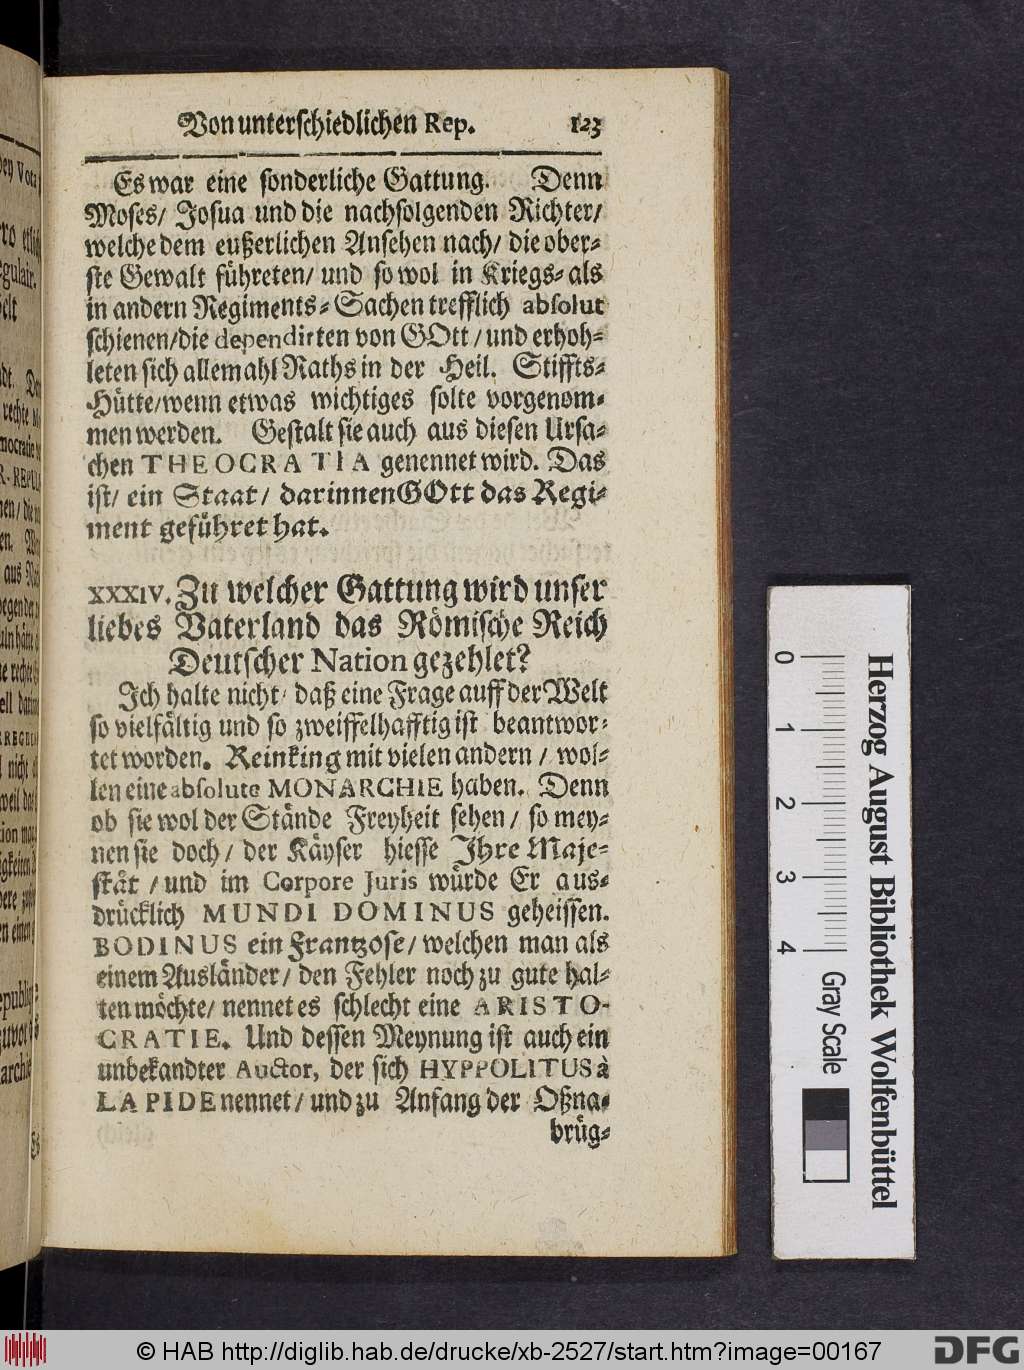 Von unterschiedlichen Rep. 123
Es war eine sonderliche Gattung. Denn
Moses/ Josua und die nachfolgenden Richter/
welche dem eußerlichen Ansehen nach/ die ober-
ste Gewalt führeten/ und so wol in Kriegs- als
in andern Regiments-Sachen trefflich absolut
schienen/die dependirten von GOtt/und erhoh-
leten sich allemahl Raths in der Heil. Stiffts-
Hütte/wenn etwas wichtiges solte vorgenom-
men werden. Gestalt sie auch aus diesen Ursa-
chen THEOCRATIA genennet wird. Das
ist/ ein Staat/ darinnen GOtt das Regi-
ment geführet hat.
XXXIV. Zu welcher Gattung wird unser
liebes Vaterland das Römische Reich
Deutscher Nation gezehlet?
Ich halte nicht/ daß eine Frage auff der Welt
so vielfältig und so zweiffelhafftig ist beantwor-
tet worden. Reinking mit vielen andern/ wol-
len eine absolute MONARCHIE haben. Denn
ob sie wol der Stände Freyheit sehen/ so mey-
nen sie doch/ der Käyser hiesse Ihre Maje-
stät/ und im Corpore Juris würde Er aus-
drücklich MUNDI DOMINUS geheissen.
BODINUS ein Frantzose/ welchen man als
einem Ausländer/ den Fehler noch zu gute hal-
ten möchte/ nennet es schlecht eine ARISTO-
CRATIE. Und dessen Meynung ist auch ein
unbekandter Auctor, der sich HYPPOLITUS à
LAPIDE nennet/ und zu Anfang der Oßna-
brüg-
0 1 2 3 4
Herzog August Bibliothek Wolfenbüttel
Gray Scale
© HAB http://diglib.hab.de/drucke/xb-2527/start.htm?image=00167
DFG